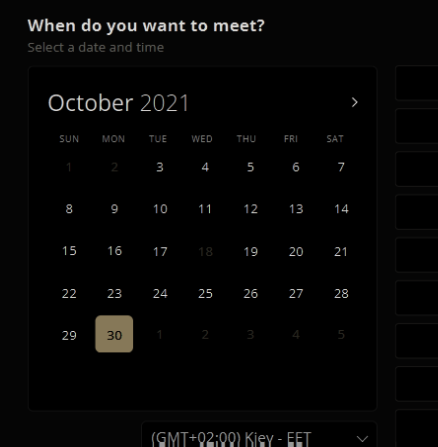 When do you want to meet?
Select a date and time
October 2021 >
SUN MON TUE WED THU FRI SAT
1 2 3 4 5 6 7
8 9 10 11 12 13 14
15 16 17 18 19 20 21
22 23 24 25 26 27 28
29 30 1 2 3 4 5
(GMT+02:00) Kiev - EET